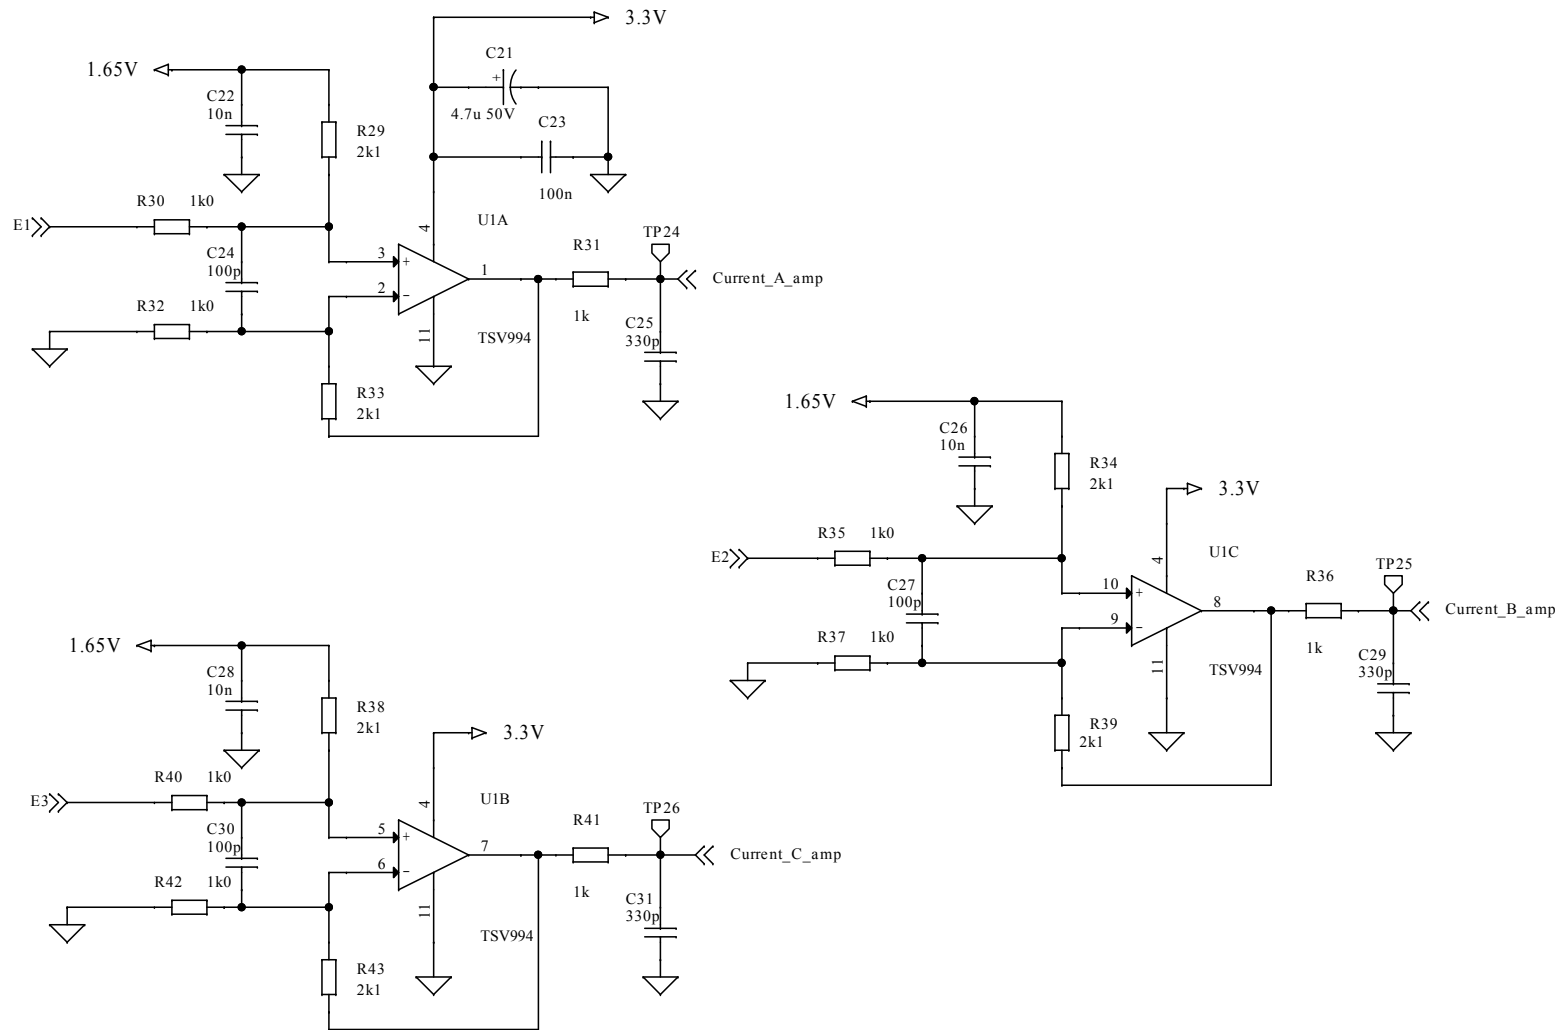 3.3V
C21
+
4.7u 50V
1.65V
C22
10n
C23
100n
R29
2k1
R30 1k0
E1
C24
100p
R32 1k0
4
U1A
3
+
2
−
1
11
TSV994
R31
1k
TP24
Current_A_amp
C25
330p
R33
2k1
1.65V
C26
10n
R34
2k1
3.3V
R35 1k0
E2
C27
100p
R37 1k0
4
U1C
10
+
9
−
8
11
TSV994
R36
1k
TP25
Current_B_amp
C29
330p
R39
2k1
1.65V
C28
10n
R38
2k1
3.3V
R40 1k0
E3
C30
100p
R42 1k0
4
U1B
5
+
6
−
7
11
TSV994
R41
1k
TP26
Current_C_amp
C31
330p
R43
2k1